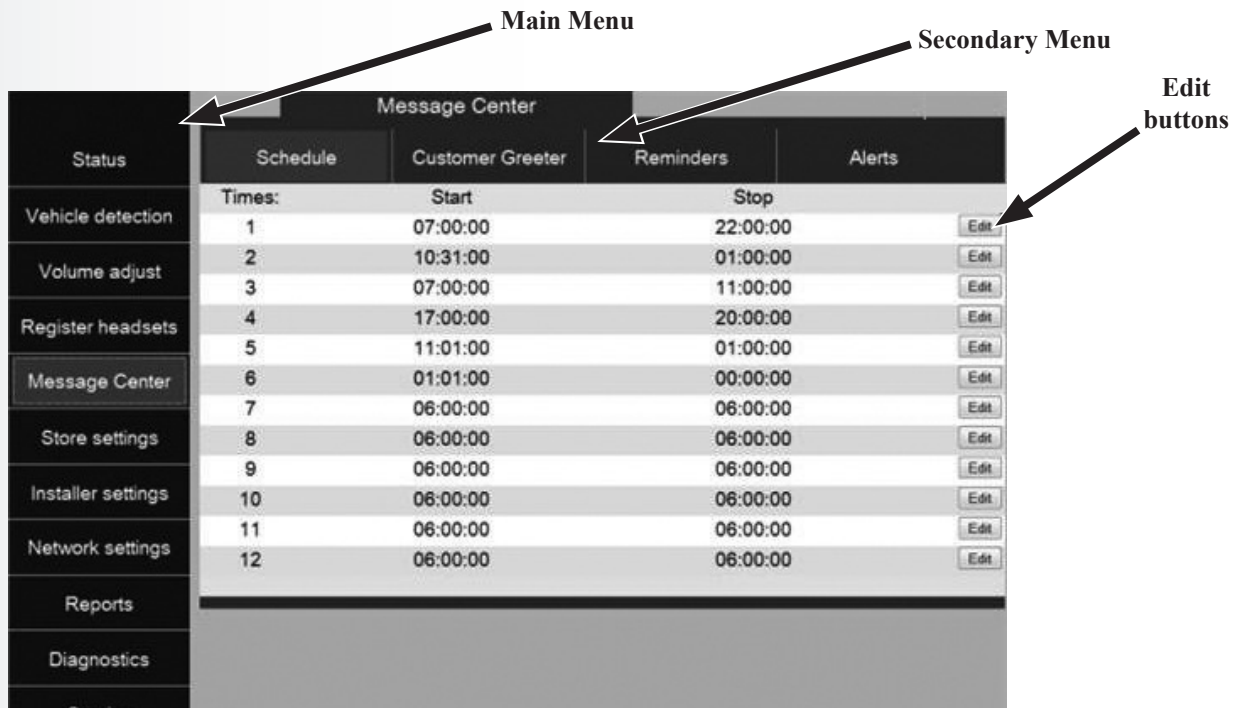 Main Menu
Secondary Menu
Edit
buttons
Message Center
Status
Vehicle detection
Volume adjust
Register headsets
Message Center
Store settings
Installer settings
Network settings
Reports
Diagnostics
Schedule Customer Greeter Reminders Alerts
Times: Start Stop
1 07:00:00 22:00:00 Edit
2 10:31:00 01:00:00 Edit
3 07:00:00 11:00:00 Edit
4 17:00:00 20:00:00 Edit
5 11:01:00 01:00:00 Edit
6 01:01:00 00:00:00 Edit
7 06:00:00 06:00:00 Edit
8 06:00:00 06:00:00 Edit
9 06:00:00 06:00:00 Edit
10 06:00:00 06:00:00 Edit
11 06:00:00 06:00:00 Edit
12 06:00:00 06:00:00 Edit